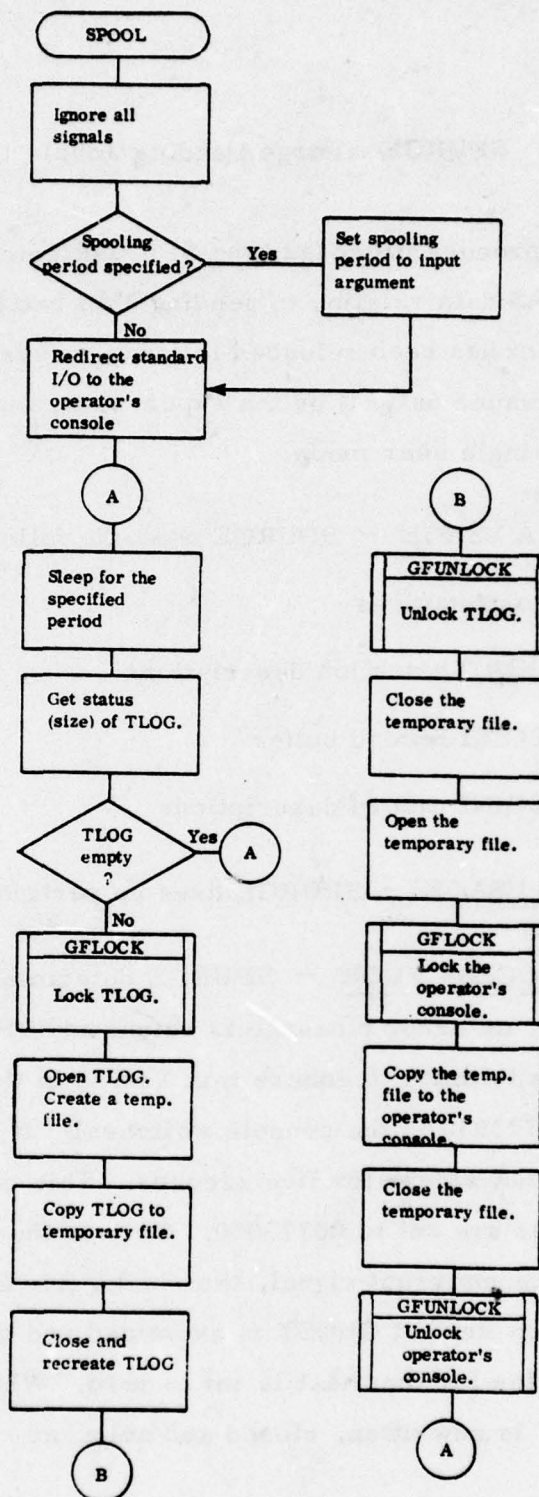 SPOOL
Ignore all
signals
Spooling
period specified?
Yes
Set spooling
period to input
argument
No
Redirect standard
I/O to the
operator's
console
A
Sleep for the
specified
period
Get status
(size) of TLOG.
TLOG
empty
?
Yes
A
No
GFLOCK
Lock TLOG.
Open TLOG.
Create a temp.
file.
Copy TLOG to
temporary file.
Close and
recreate TLOG
B
B
GFUNLOCK
Unlock TLOG.
Close the
temporary file.
Open the
temporary file.
GFLOCK
Lock the
operator's
console.
Copy the temp.
file to the
operator's
console.
Close the
temporary file.
GFUNLOCK
Unlock
operator's
console.
A